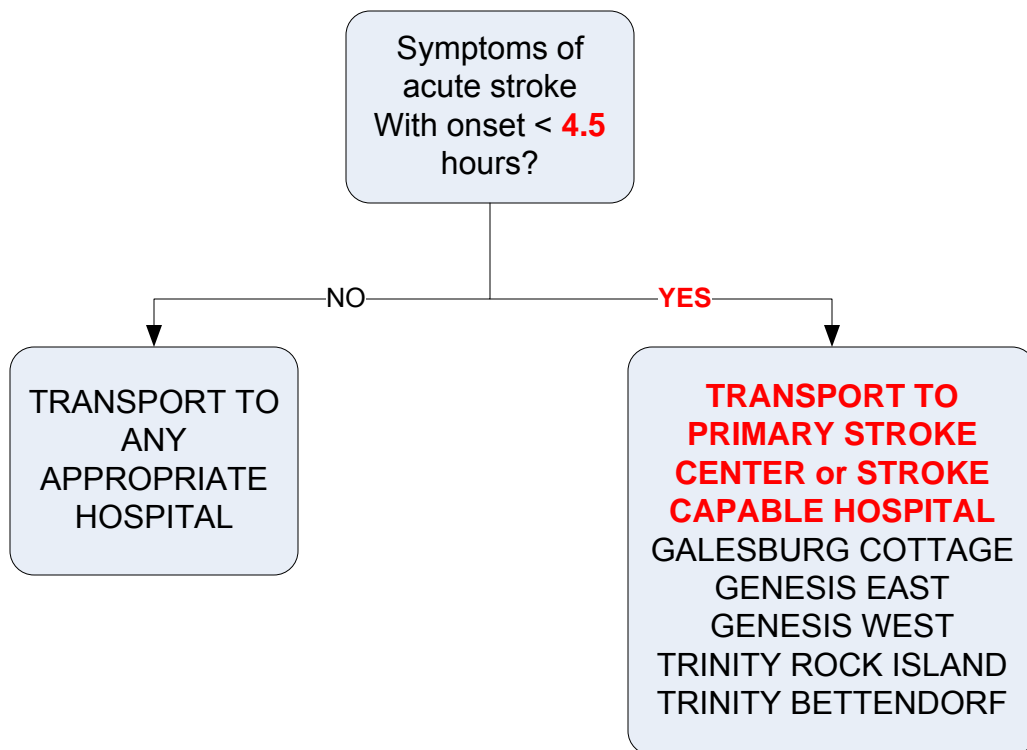 Symptoms of
acute stroke
With onset < 4.5
hours?
NO
YES
TRANSPORT TO
ANY
APPROPRIATE
HOSPITAL
TRANSPORT TO
PRIMARY STROKE
CENTER or STROKE
CAPABLE HOSPITAL
GALESBURG COTTAGE
GENESIS EAST
GENESIS WEST
TRINITY ROCK ISLAND
TRINITY BETTENDORF